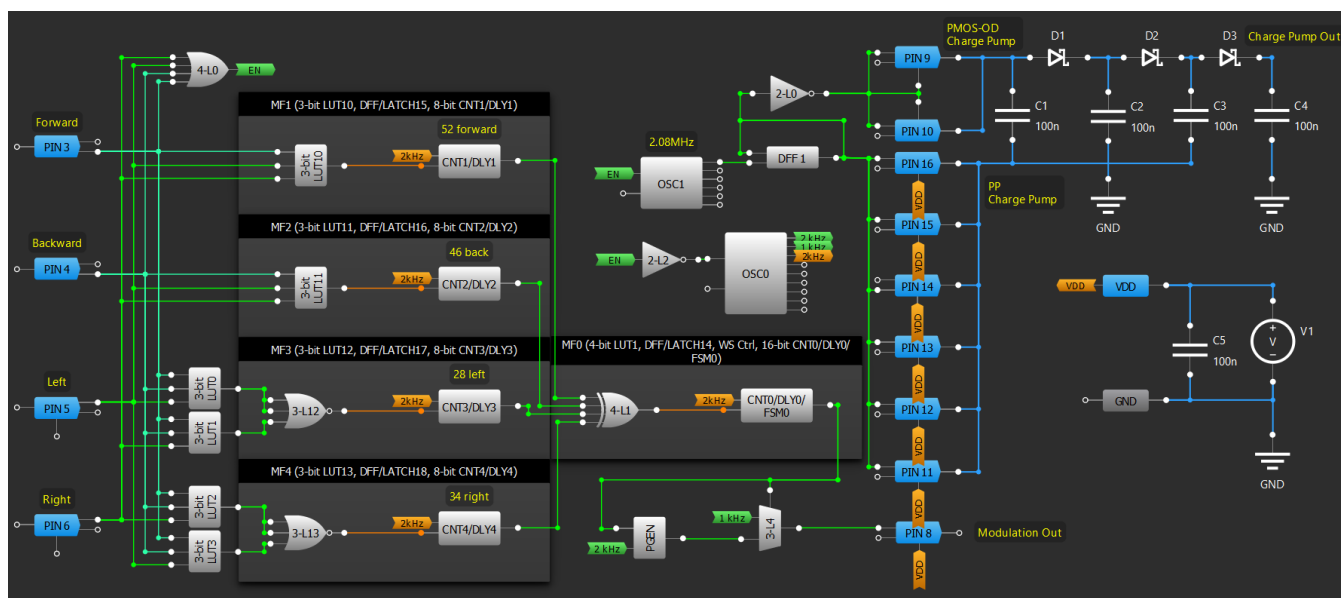 PMOS-OD
Charge Pump
D1
D2
D3
Charge Pump Out
4-L0
EN
PIN 9
2-L0
C1
100n
C2
100n
C3
100n
C4
100n
MF1 (3-bit LUT10, DFF/LATCH15, 8-bit CNT1/DLY1)
Forward
PIN 3
52 forward
3-bit
LUT10
2kHz
CNT1/DLY1
PIN 10
2.08MHz
EN
OSC1
DFF 1
PIN 16
PP
Charge Pump
VDD
GND
GND
MF2 (3-bit LUT11, DFF/LATCH16, 8-bit CNT2/DLY2)
Backward
PIN 4
46 back
3-bit
LUT11
2kHz
CNT2/DLY2
PIN 15
EN
2-L2
OSC0
2 kHz
1 kHz
2kHz
VDD
PIN 14
VDD
VDD
VDD
V1
C5
100n
GND
GND
MF3 (3-bit LUT12, DFF/LATCH17, 8-bit CNT3/DLY3)
MF0 (4-bit LUT1, DFF/LATCH14, WS Ctrl, 16-bit CNT0/DLY0/
FSM0)
VDD
PIN 13
Left
PIN 5
3-bit
LUT0
3-bit
LUT1
3-L12
28 left
2kHz
CNT3/DLY3
4-L1
2kHz
CNT0/DLY0/
FSM0
VDD
PIN 12
VDD
PIN 11
MF4 (3-bit LUT13, DFF/LATCH18, 8-bit CNT4/DLY4)
Right
PIN 6
3-bit
LUT2
3-bit
LUT3
3-L13
34 right
2kHz
CNT4/DLY4
2 kHz
PGEN
1 kHz
3-L4
VDD
PIN 8
Modulation Out
VDD